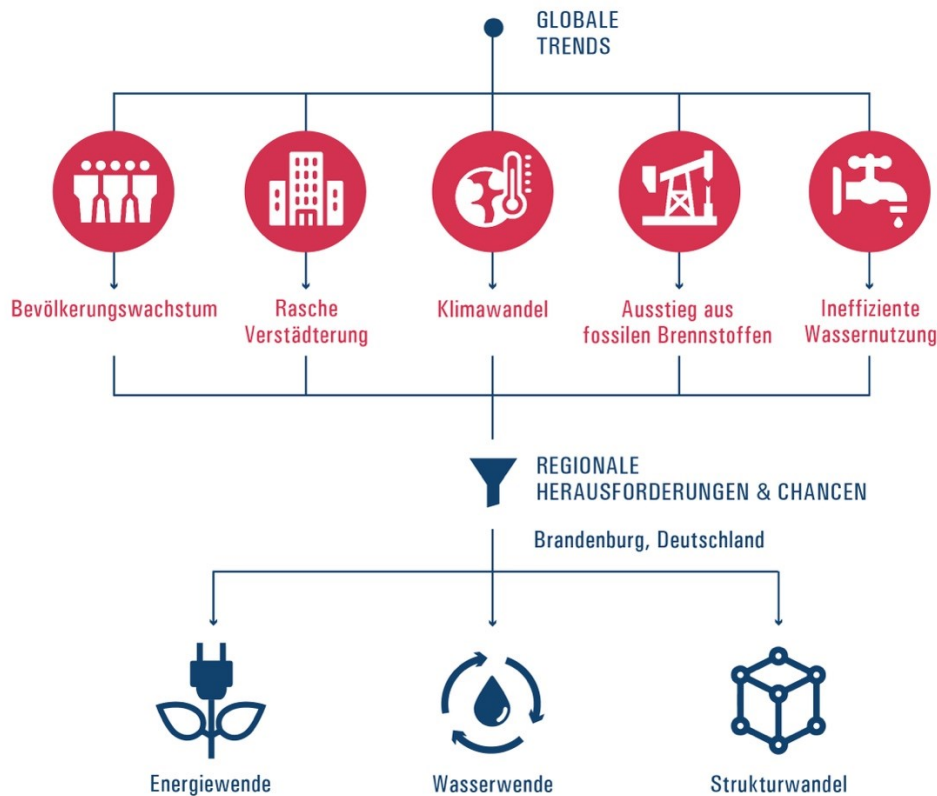 GLOBALE
TRENDS
Bevölkerungswachstum
Rasche
Verstädterung
Klimawandel
Ausstieg aus
fossilen Brennstoffen
Ineffiziente
Wassernutzung
REGIONALE
HERAUSFORDERUNGEN & CHANCEN
Brandenburg, Deutschland
Energiewende
Wasserwende
Strukturwandel